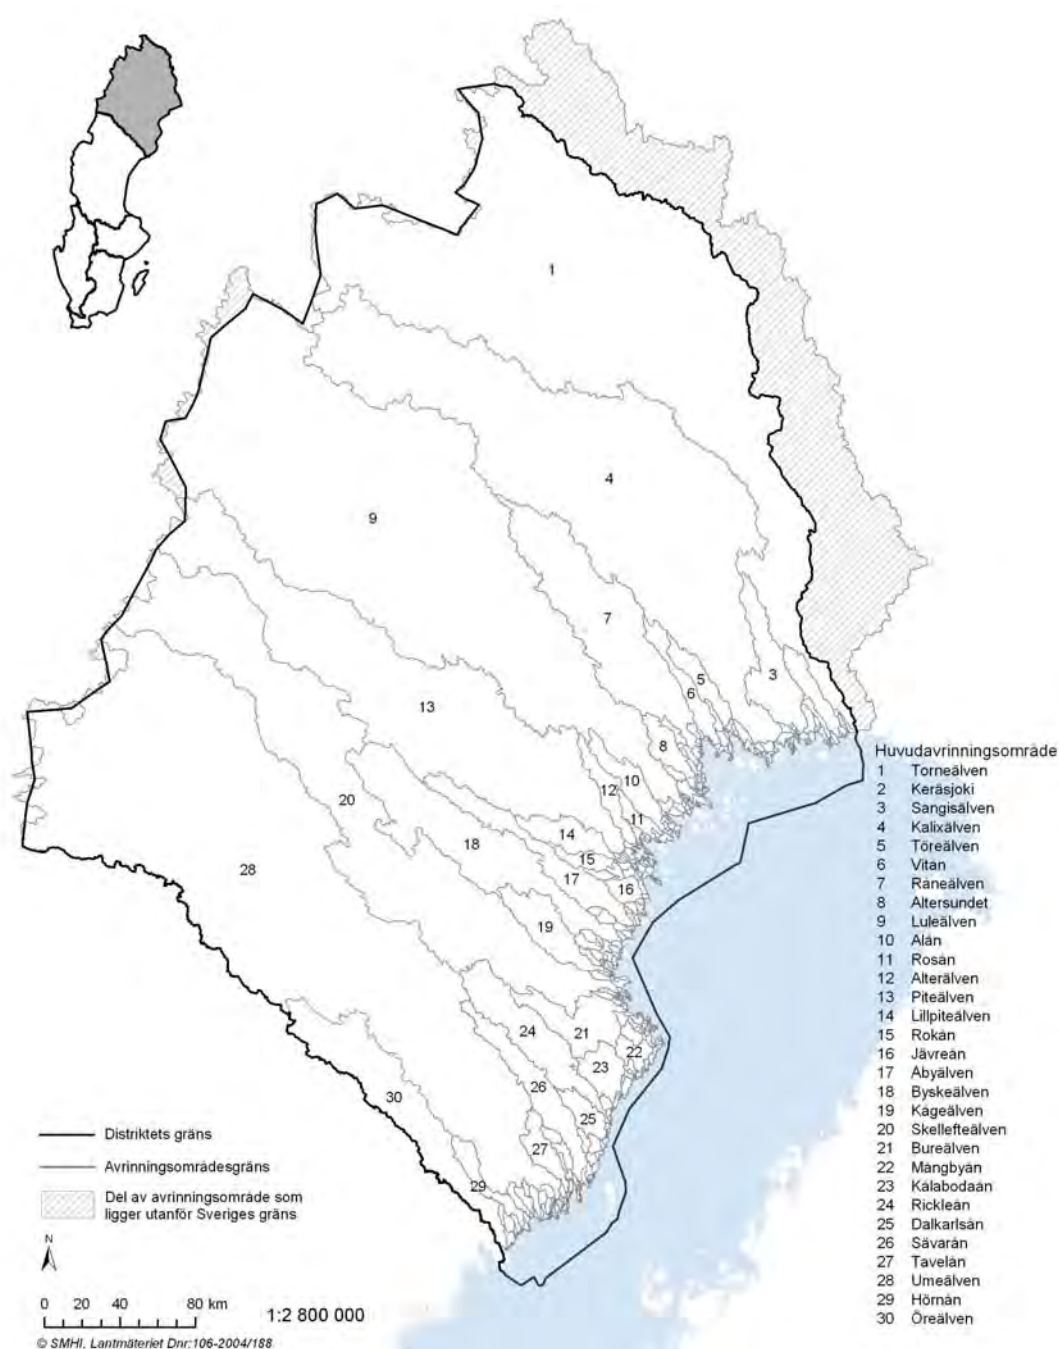 1
4
9
7
5
3
6
13
8
10
12
20
11
14
18
15
17
16
28
19
24
21
22
23
26
30
25
27
29
Huvudavrinningsområde
1 Torneälven
2 Keräsjoki
3 Sangisälven
4 Kalixälven
5 Töreälven
6 Vitån
7 Råneälven
8 Altersundet
9 Luleälven
10 Alån
11 Rosån
12 Alterälven
13 Piteälven
14 Lillpiteälven
15 Rokån
16 Jävreån
17 Åbyälven
18 Byskeälven
19 Kågeälven
20 Skellefteälven
21 Bureälven
22 Mångbyån
23 Kålabodaån
24 Rickleån
25 Dalkarlsån
26 Sävarån
27 Tavelån
28 Umeälven
29 Hörnån
30 Öreälven
Distriktets gräns
Avrinningsområdesgräns
Del av avrinningsområde som
ligger utanför Sveriges gräns
N
0 20 40 80 km
1:2 800 000
© SMHI, Lantmäteriet Dnr:106-2004/188